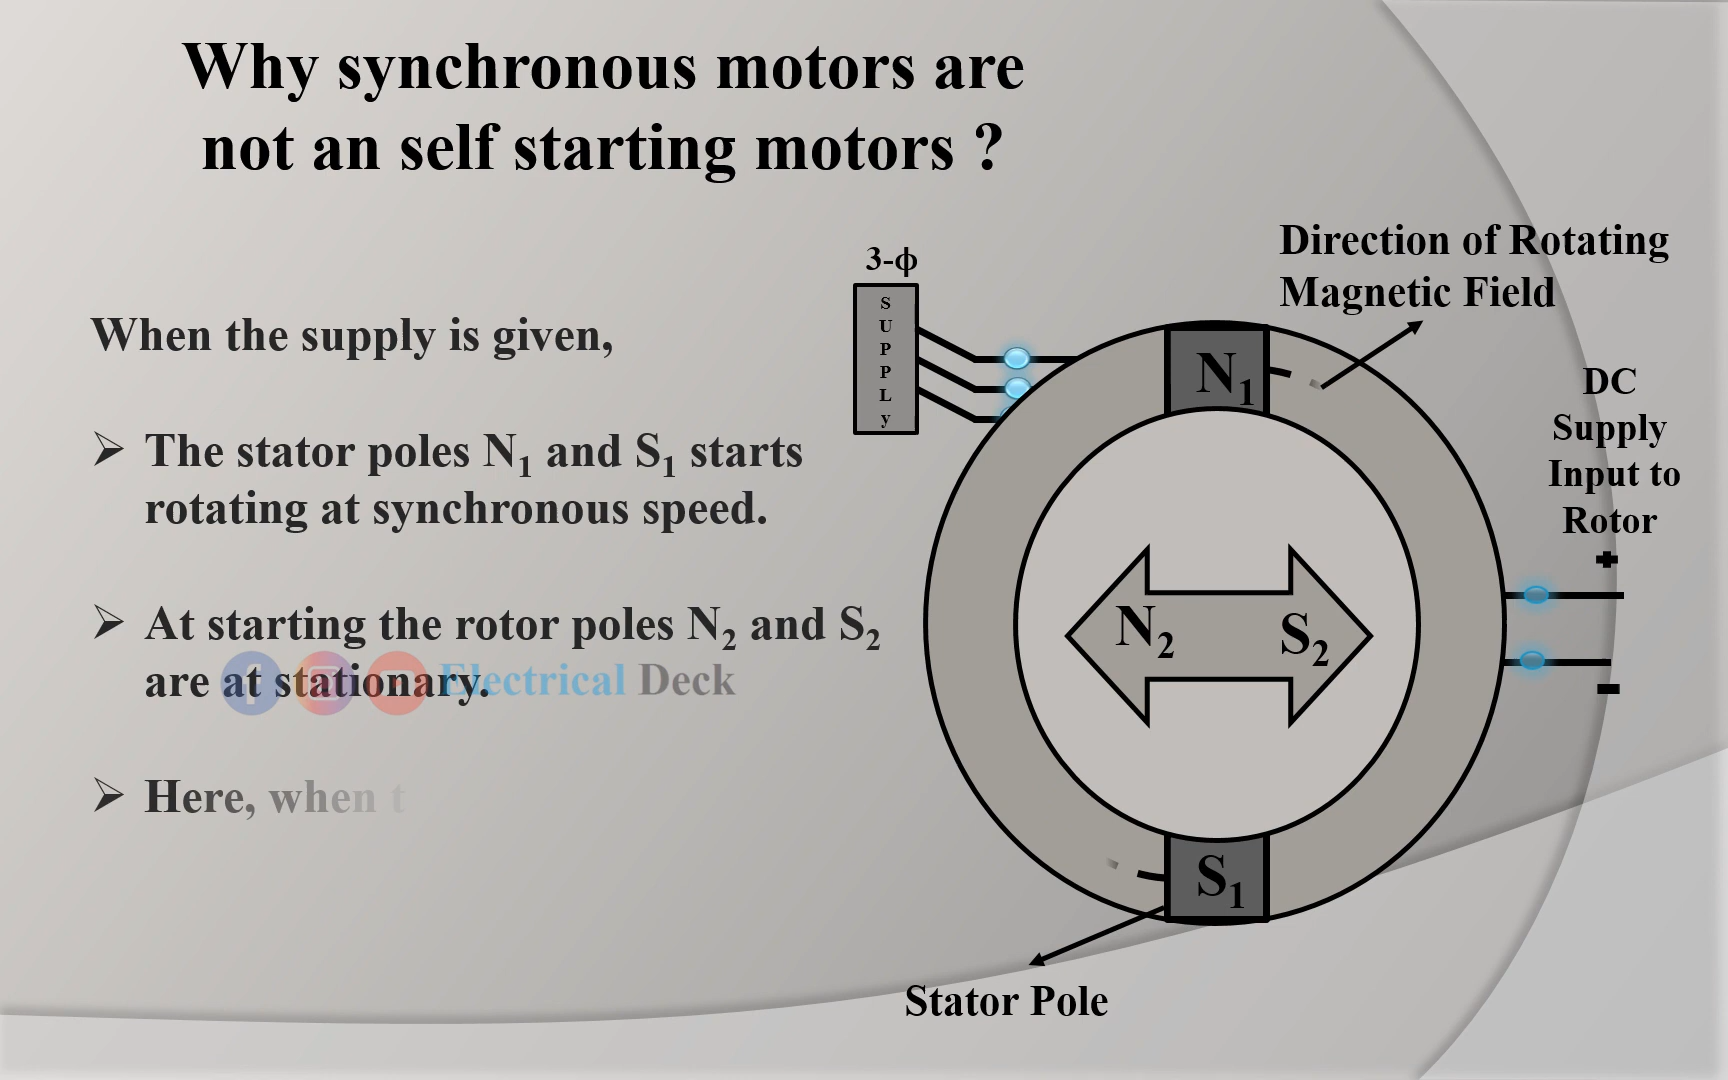 Why synchronous motors are
not an self starting motors ?
When the supply is given,
➢ The stator poles N₁ and S₁ starts
rotating at synchronous speed.
➢ At starting the rotor poles N₂ and S₂
are at stationary.
Electrical Deck
➢ Here, when t
3-ϕ
S
U
P
P
L
y
Direction of Rotating
Magnetic Field
DC
Supply
Input to
Rotor
+
-
N₁
N₂ S₂
S₁
Stator Pole